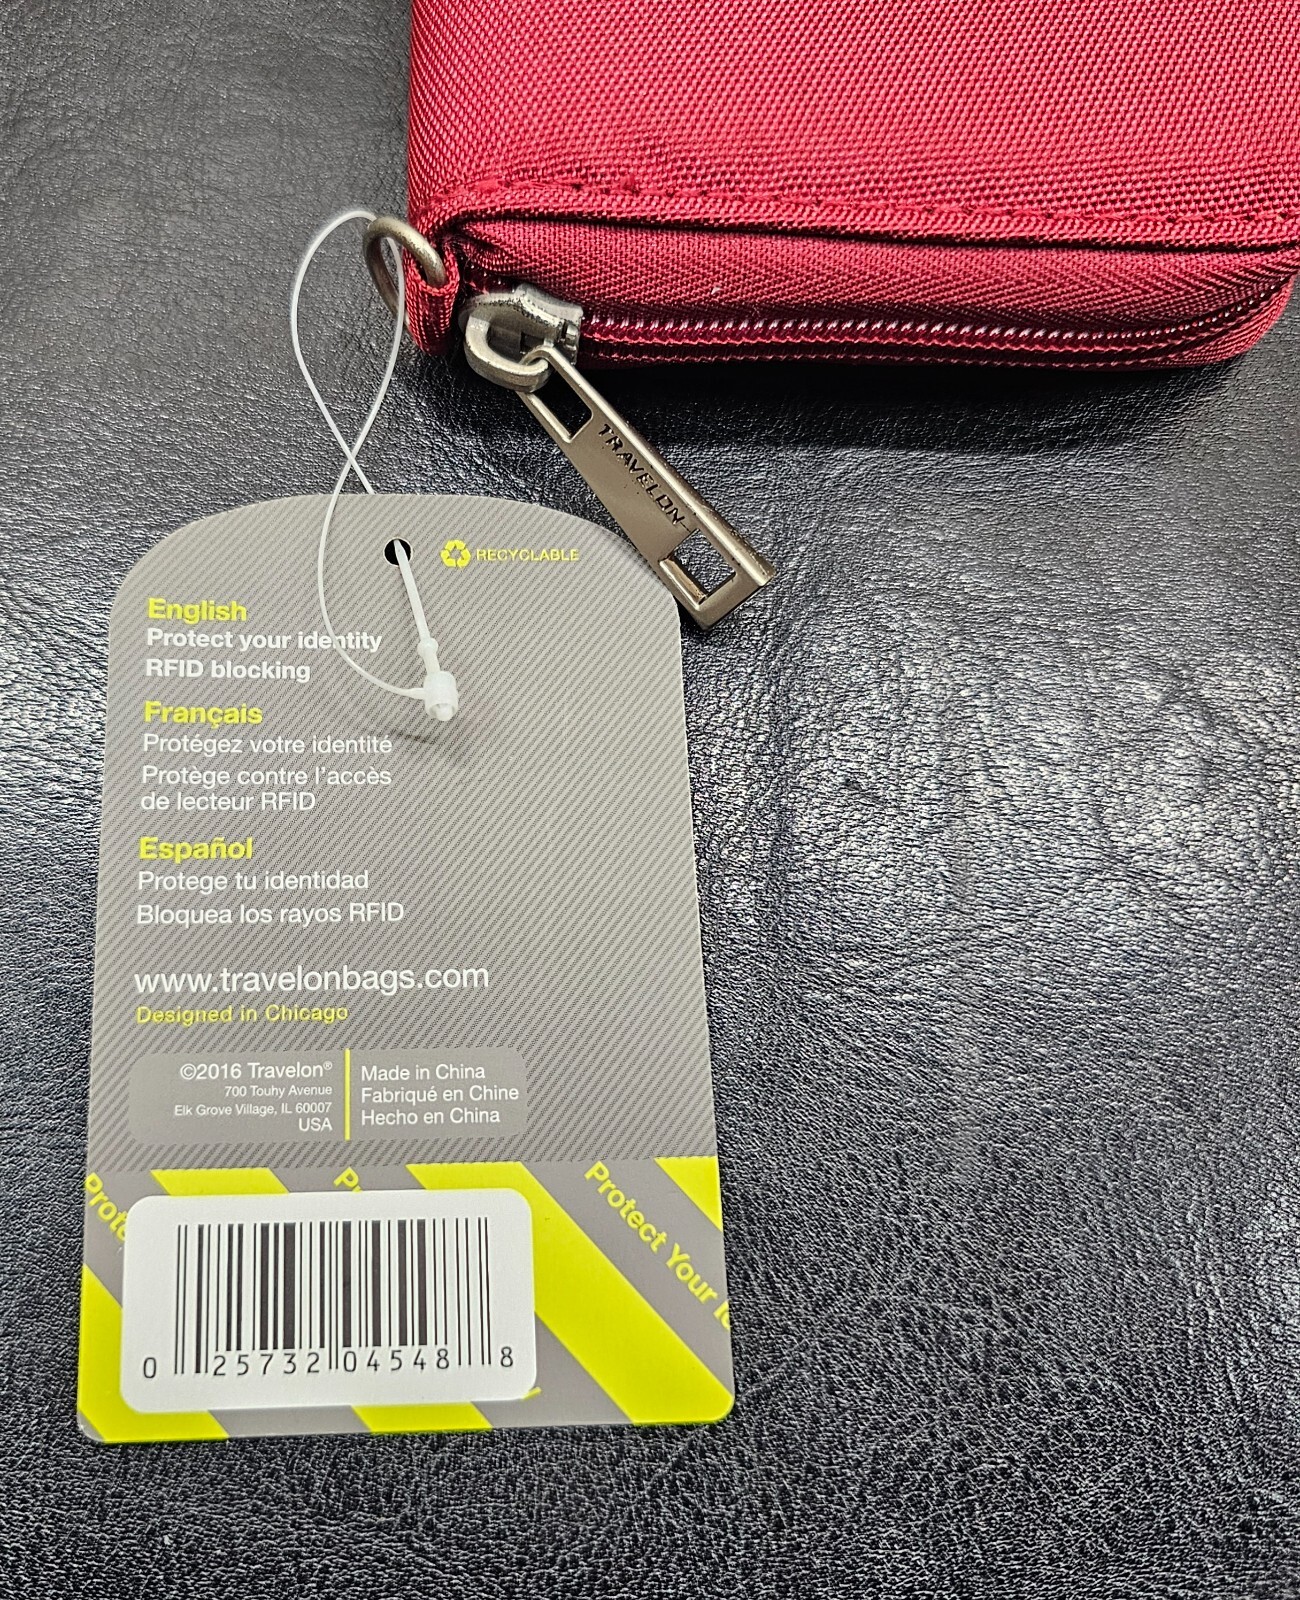 TRAVELON
RECYCLABLE
English
Protect your identity
RFID blocking
Français
Protégez votre identité
Protège contre l'accès
de lecteur RFID
Español
Protege tu identidad
Bloquea los rayos RFID
www.travelonbags.com
Designed in Chicago
©2016 Travelon®
700 Touhy Avenue
Elk Grove Village, IL 60007
USA
Made in China
Fabriqué en Chine
Hecho en China
Protect Your
0 25732 04548 8